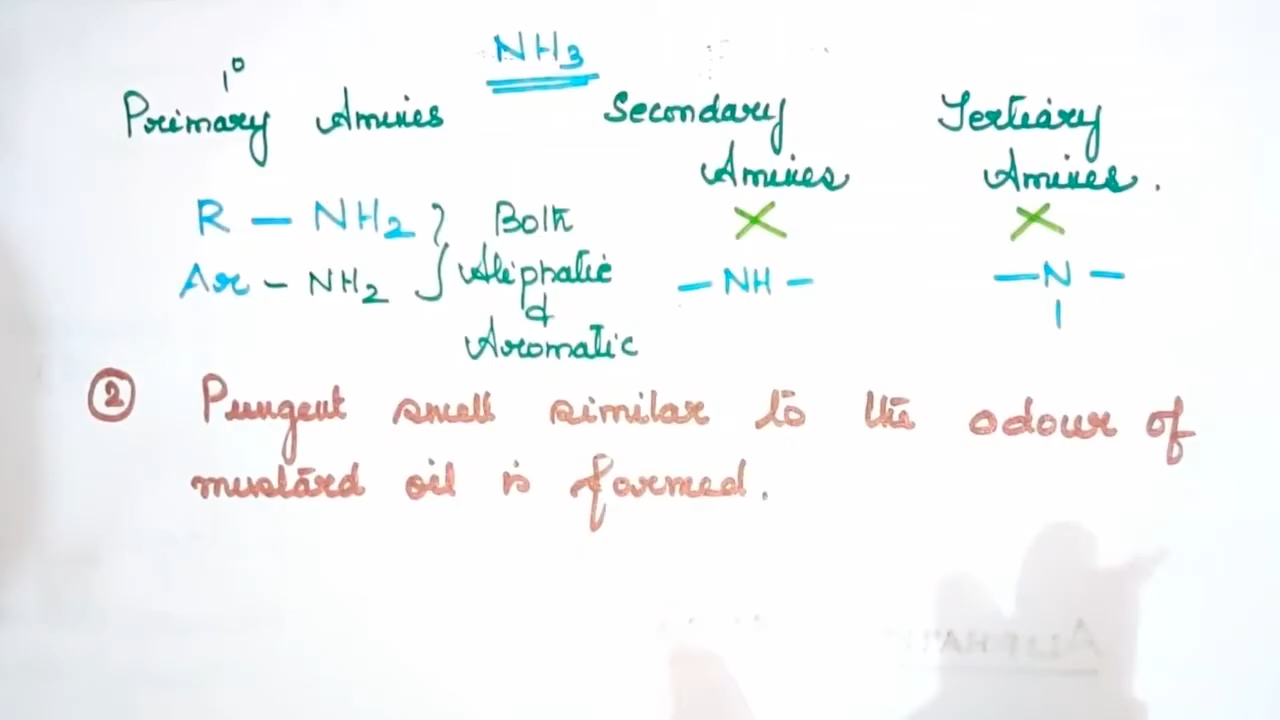 NH3
1°
Primary Amines Secondary Amines Tertiary Amines.
R — NH2 } Both Aliphatic & Aromatic
Ar - NH2
X X
— NH — — N —
|
② Pungent smell similar to the odour of
mustard oil is formed.